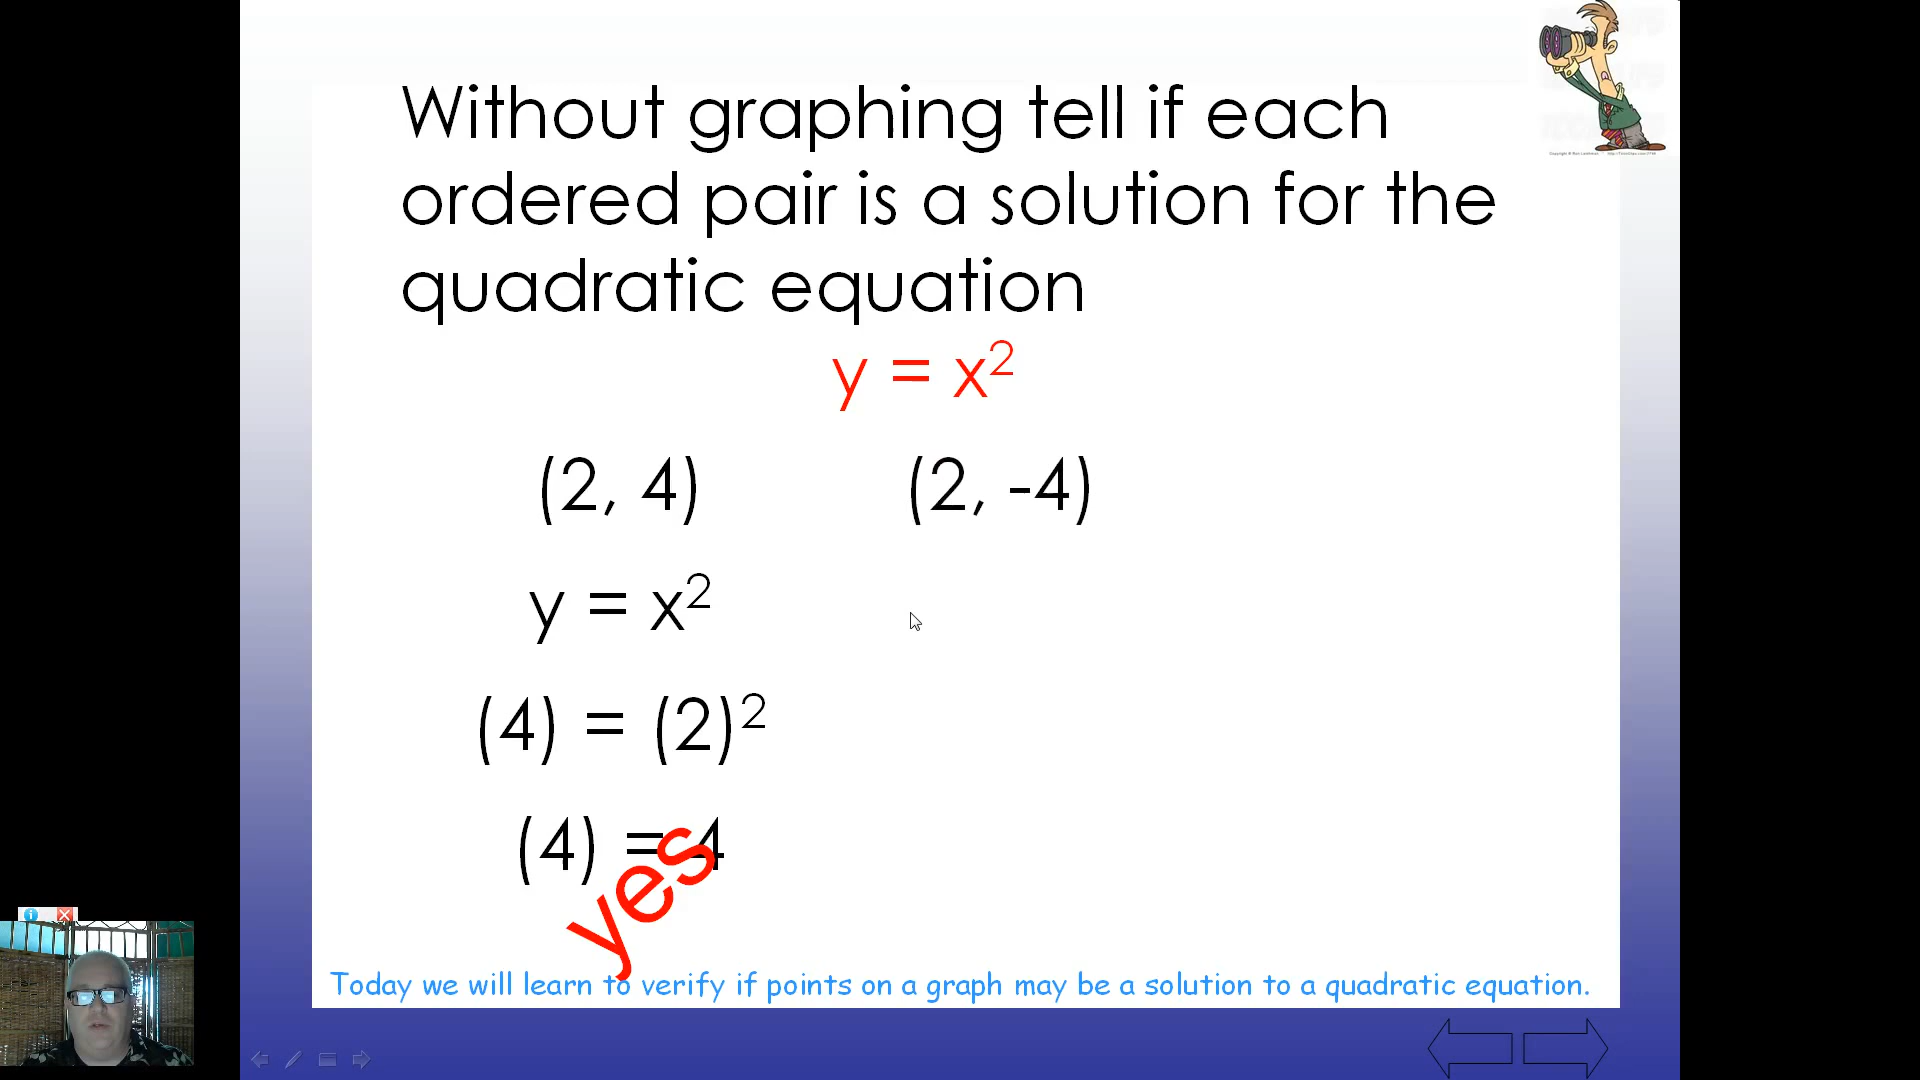 Without graphing tell if each
ordered pair is a solution for the
quadratic equation
y = x²
(2, 4) (2, -4)
y = x²
(4) = (2)²
(4) = 4
yes
Today we will learn to verify if points on a graph may be a solution to a quadratic equation.